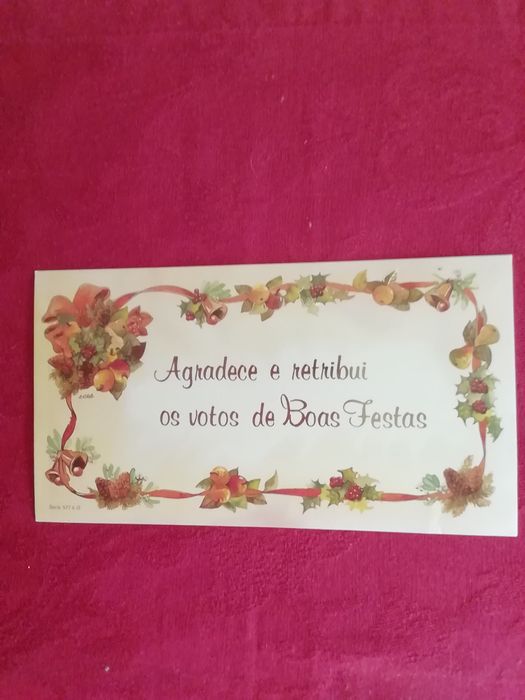 Agradece e retribui
os votos de Boas Festas